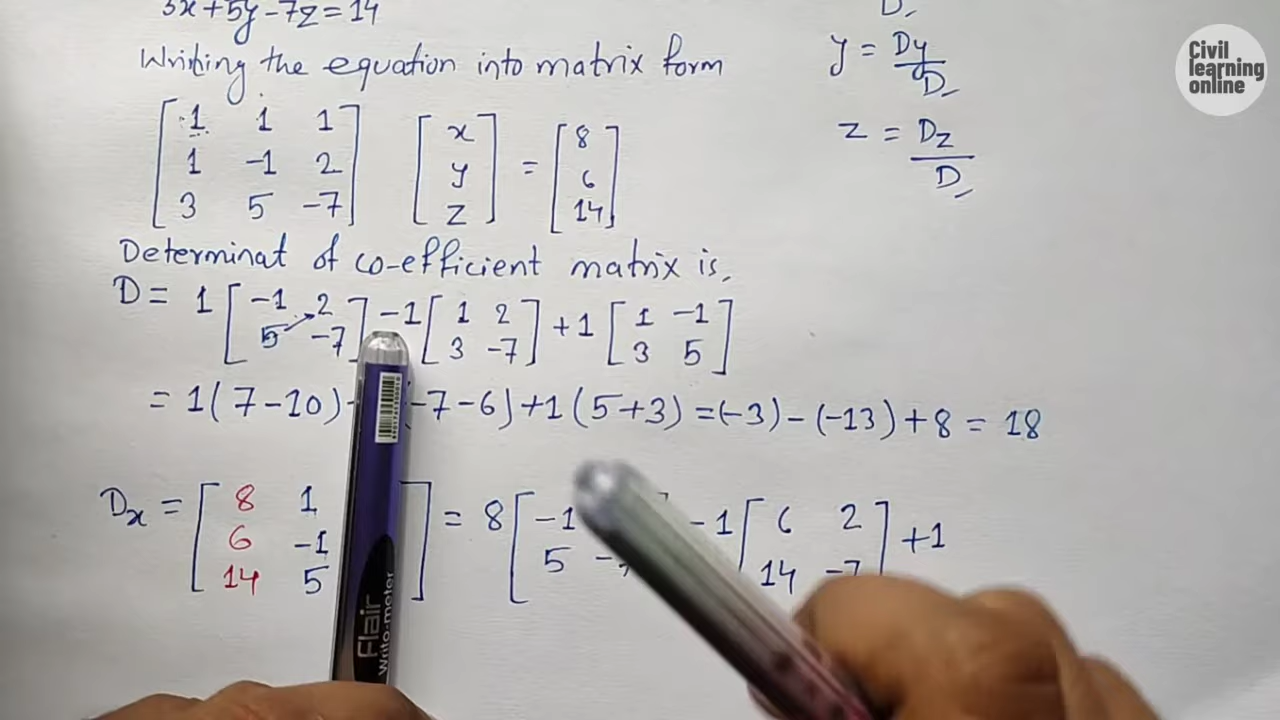 3x+5y-7z=14
Writing the equation into matrix form
[1 1 1 [x [8
1 -1 2 y = 6
3 5 -7] z] 14]
Determinat of co-efficient matrix is,
D = 1[-1 2 -1[1 2 +1[1 -1
5 -7] 3 -7] 3 5]
= 1(7-10) -7-6)+1(5+3) =(-3)-(-13)+8 = 18
Dx = [8 1 = 8[-1 -1[6 2 +1
6 -1 5 14 -7
14 5
D
y = Dy/D
z = Dz/D
Civil
learning
online
Flair
Writo-meter